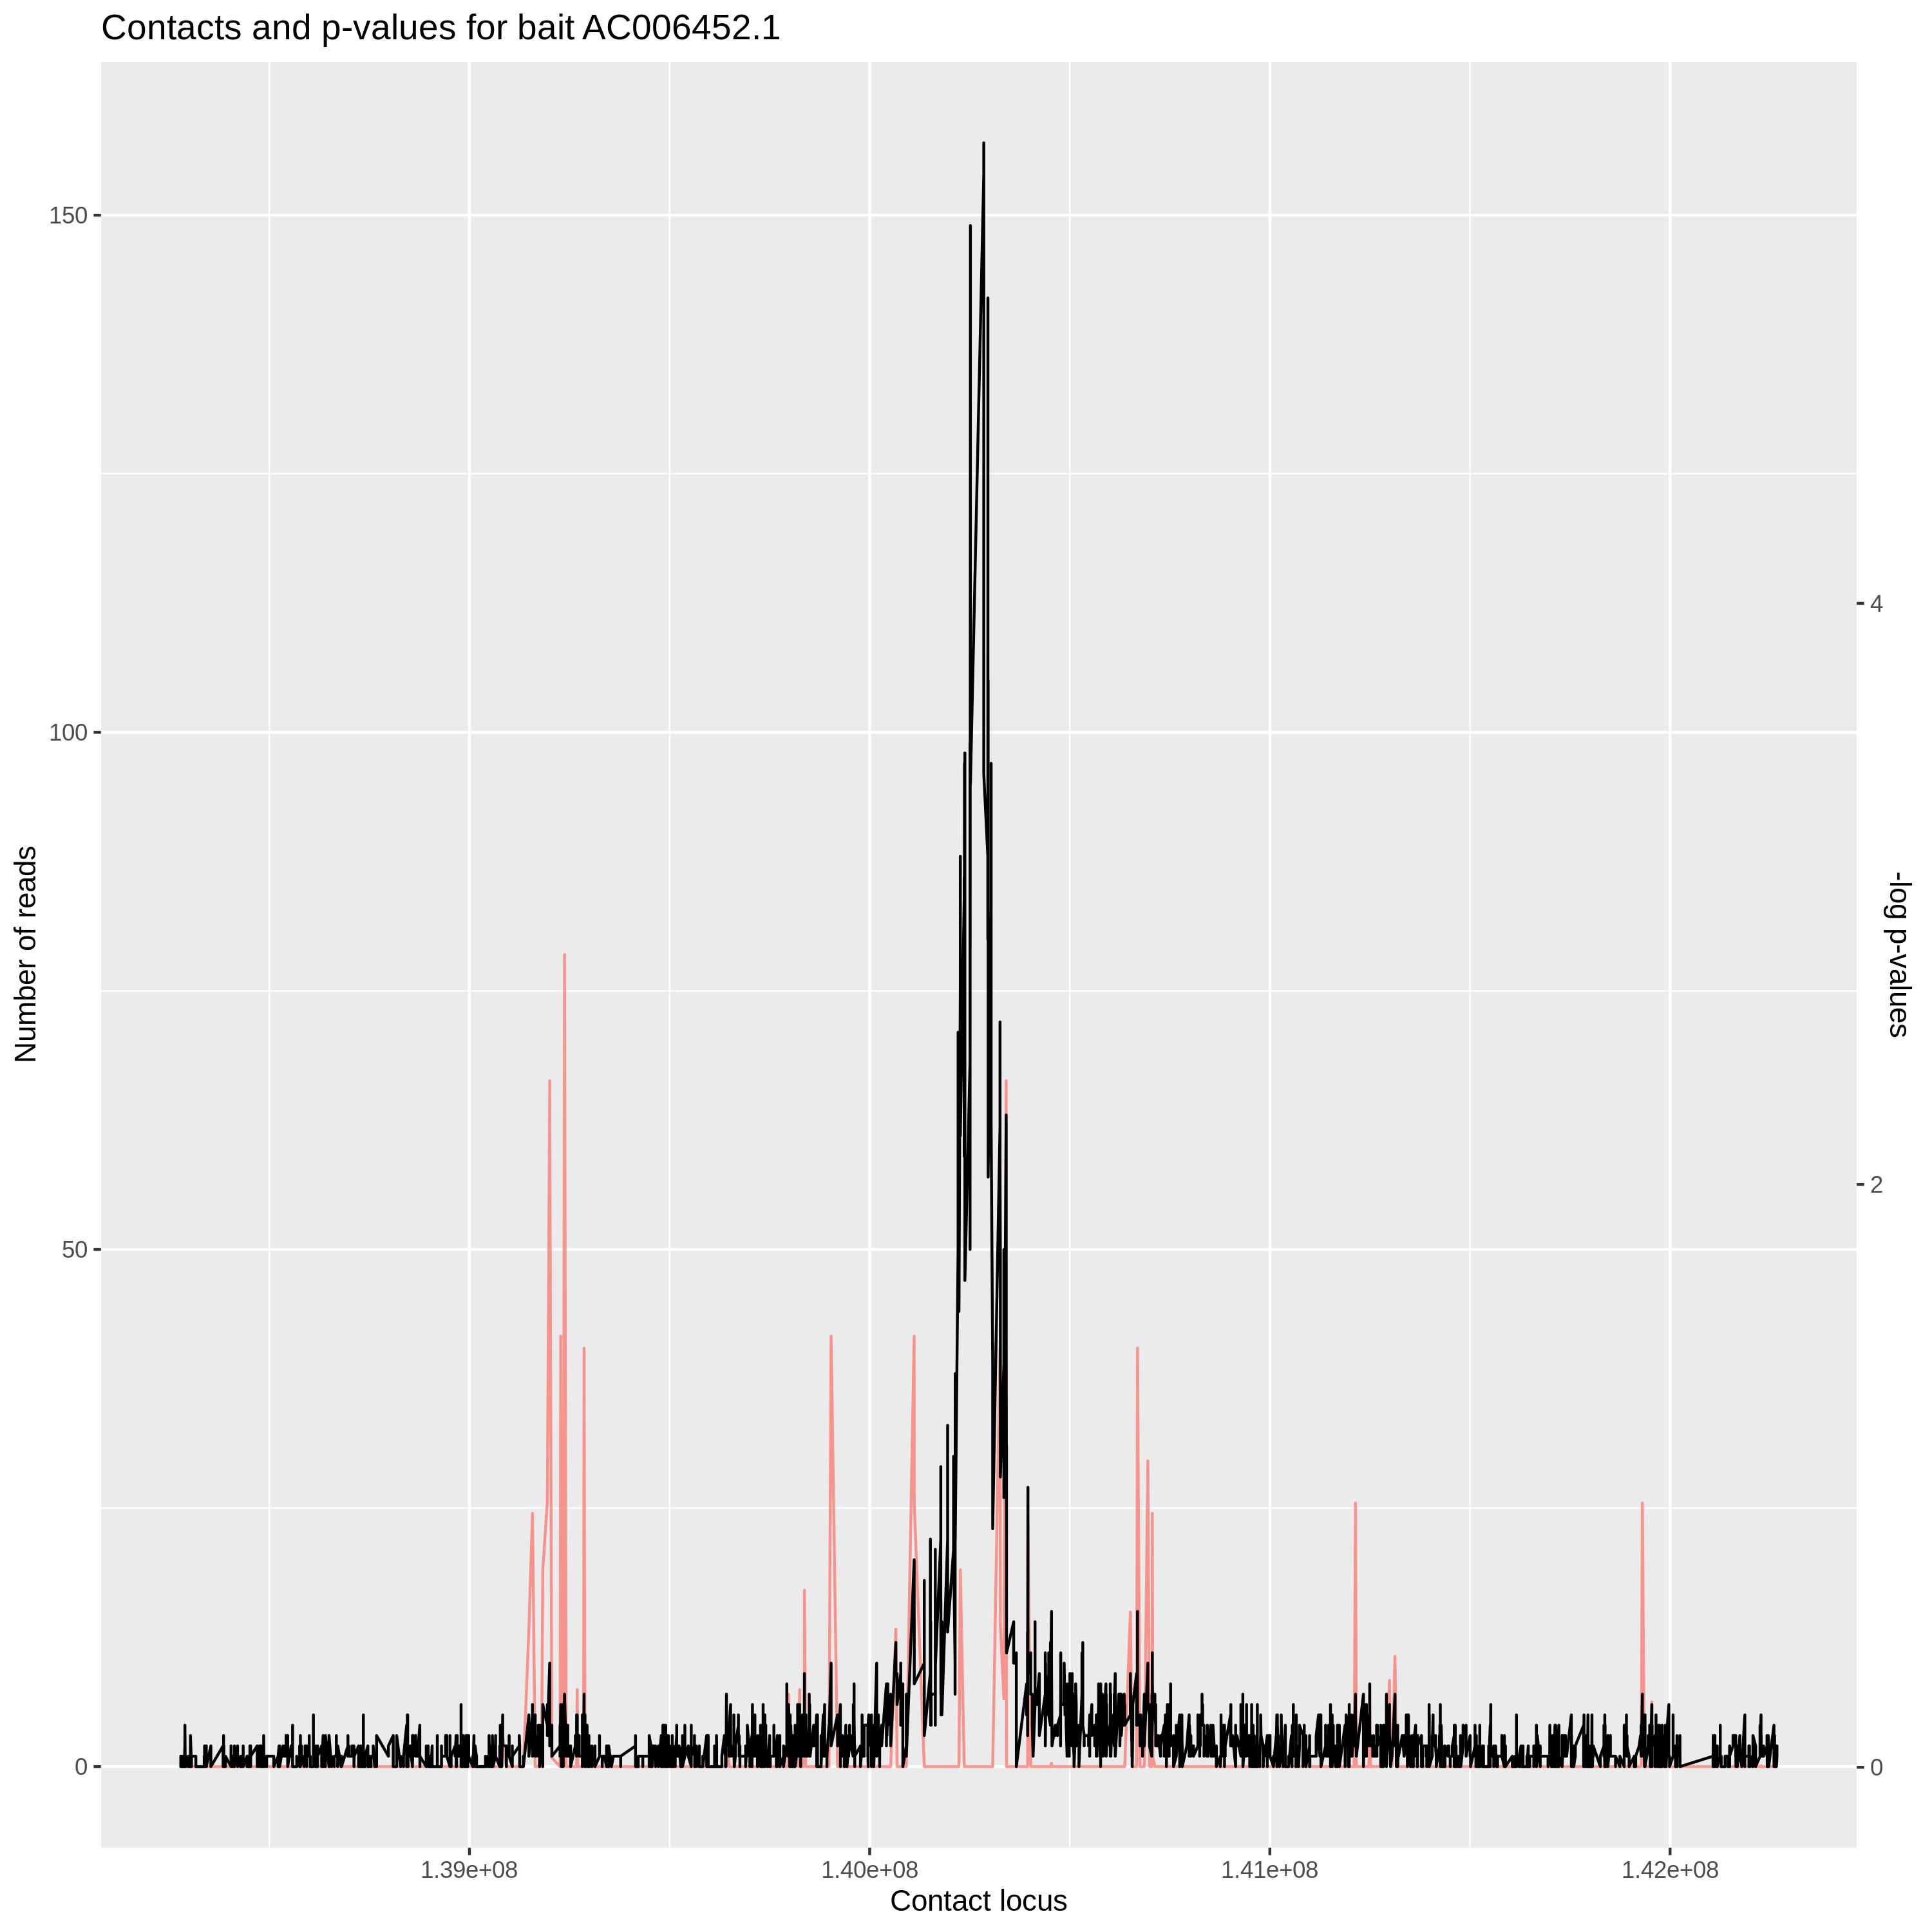 Contacts and p-values for bait AC006452.1
150
100
50
0
4
2
0
Number of reads
-log p-values
1.39e+08
1.40e+08
1.41e+08
1.42e+08
Contact locus